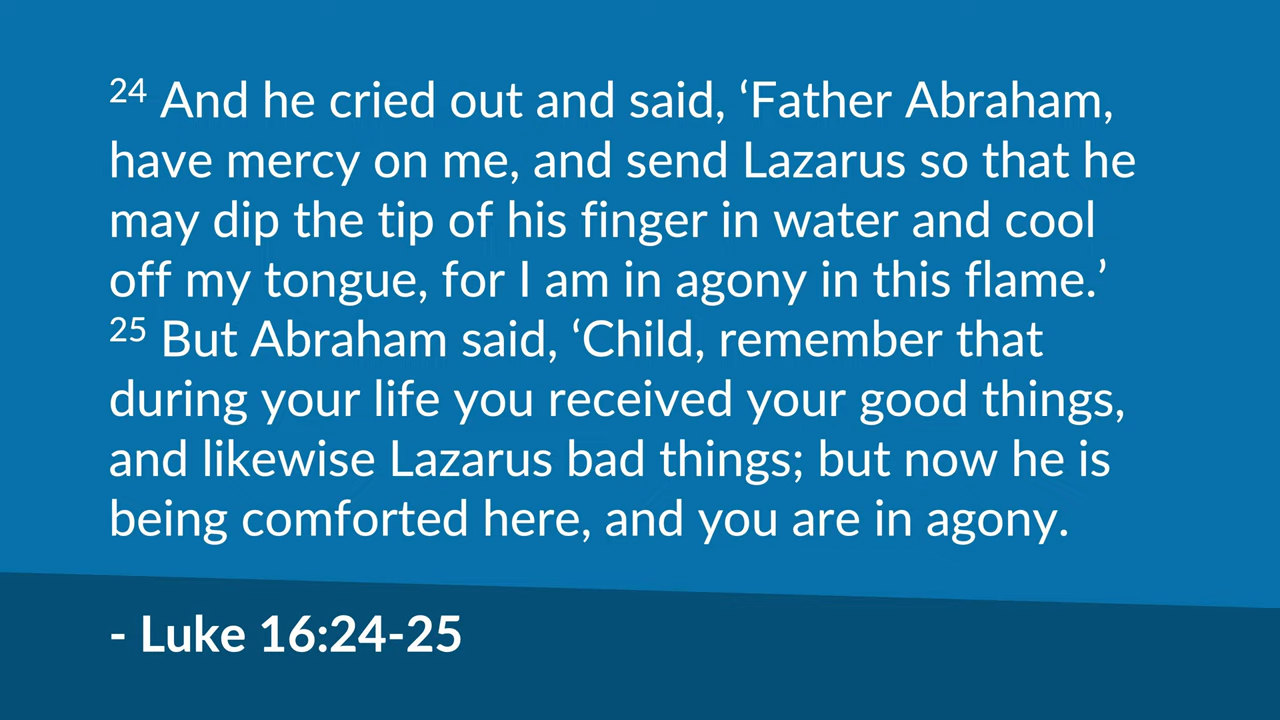 24 And he cried out and said, ‘Father Abraham,
have mercy on me, and send Lazarus so that he
may dip the tip of his finger in water and cool
off my tongue, for I am in agony in this flame.’
25 But Abraham said, ‘Child, remember that
during your life you received your good things,
and likewise Lazarus bad things; but now he is
being comforted here, and you are in agony.
- Luke 16:24-25